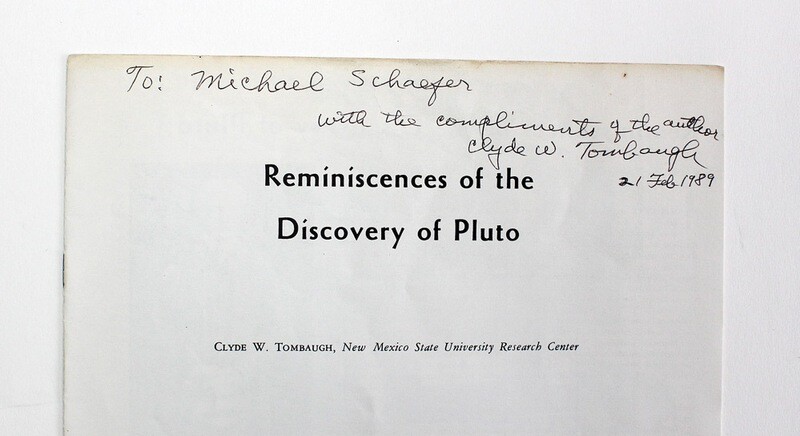 To: Michael Schaefer
with the compliments of the author
Clyde W. Tombaugh
21 Feb 1989
Reminiscences of the
Discovery of Pluto
CLYDE W. TOMBAUGH, New Mexico State University Research Center